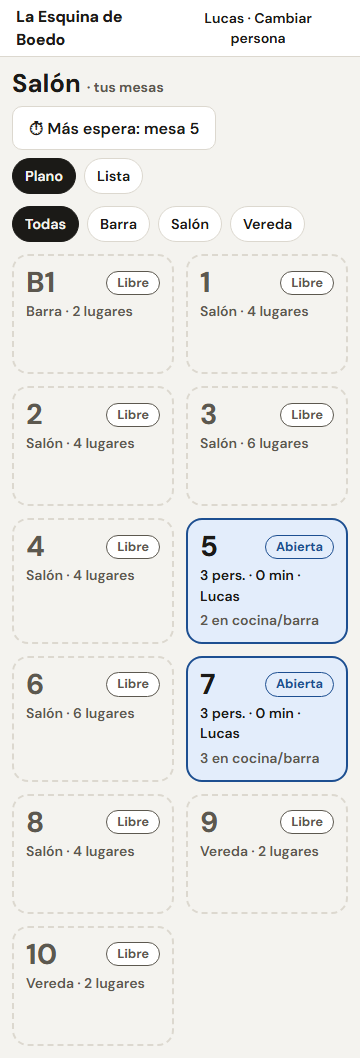 La Esquina de
Boedo
Lucas · Cambiar
persona
Salón · tus mesas
⏱ Más espera: mesa 5
Plano Lista
Todas Barra Salón Vereda
B1 Libre
Barra · 2 lugares
1 Libre
Salón · 4 lugares
2 Libre
Salón · 4 lugares
3 Libre
Salón · 6 lugares
4 Libre
Salón · 4 lugares
5 Abierta
3 pers. · 0 min ·
Lucas
2 en cocina/barra
6 Libre
Salón · 6 lugares
7 Abierta
3 pers. · 0 min ·
Lucas
3 en cocina/barra
8 Libre
Salón · 4 lugares
9 Libre
Vereda · 2 lugares
10 Libre
Vereda · 2 lugares